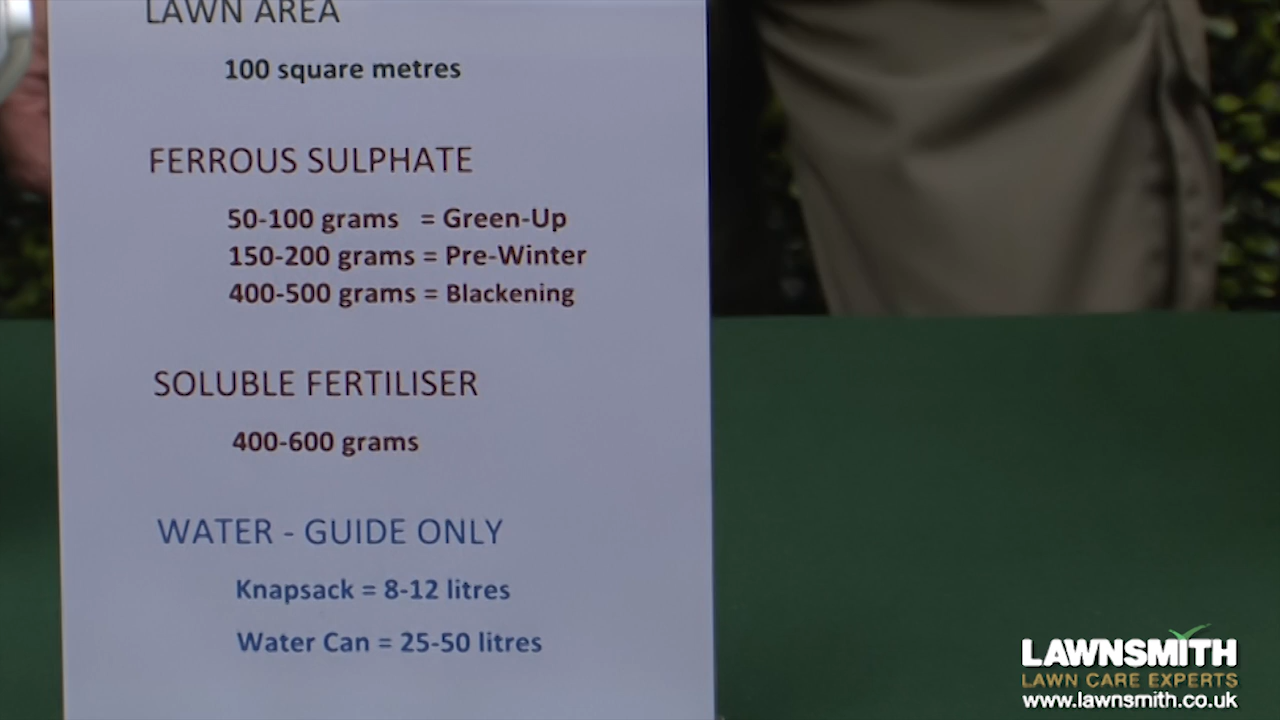 LAWN AREA
100 square metres
FERROUS SULPHATE
50-100 grams = Green-Up
150-200 grams = Pre-Winter
400-500 grams = Blackening
SOLUBLE FERTILISER
400-600 grams
WATER - GUIDE ONLY
Knapsack = 8-12 litres
Water Can = 25-50 litres
LAWNSMITH
LAWN CARE EXPERTS
www.lawnsmith.co.uk